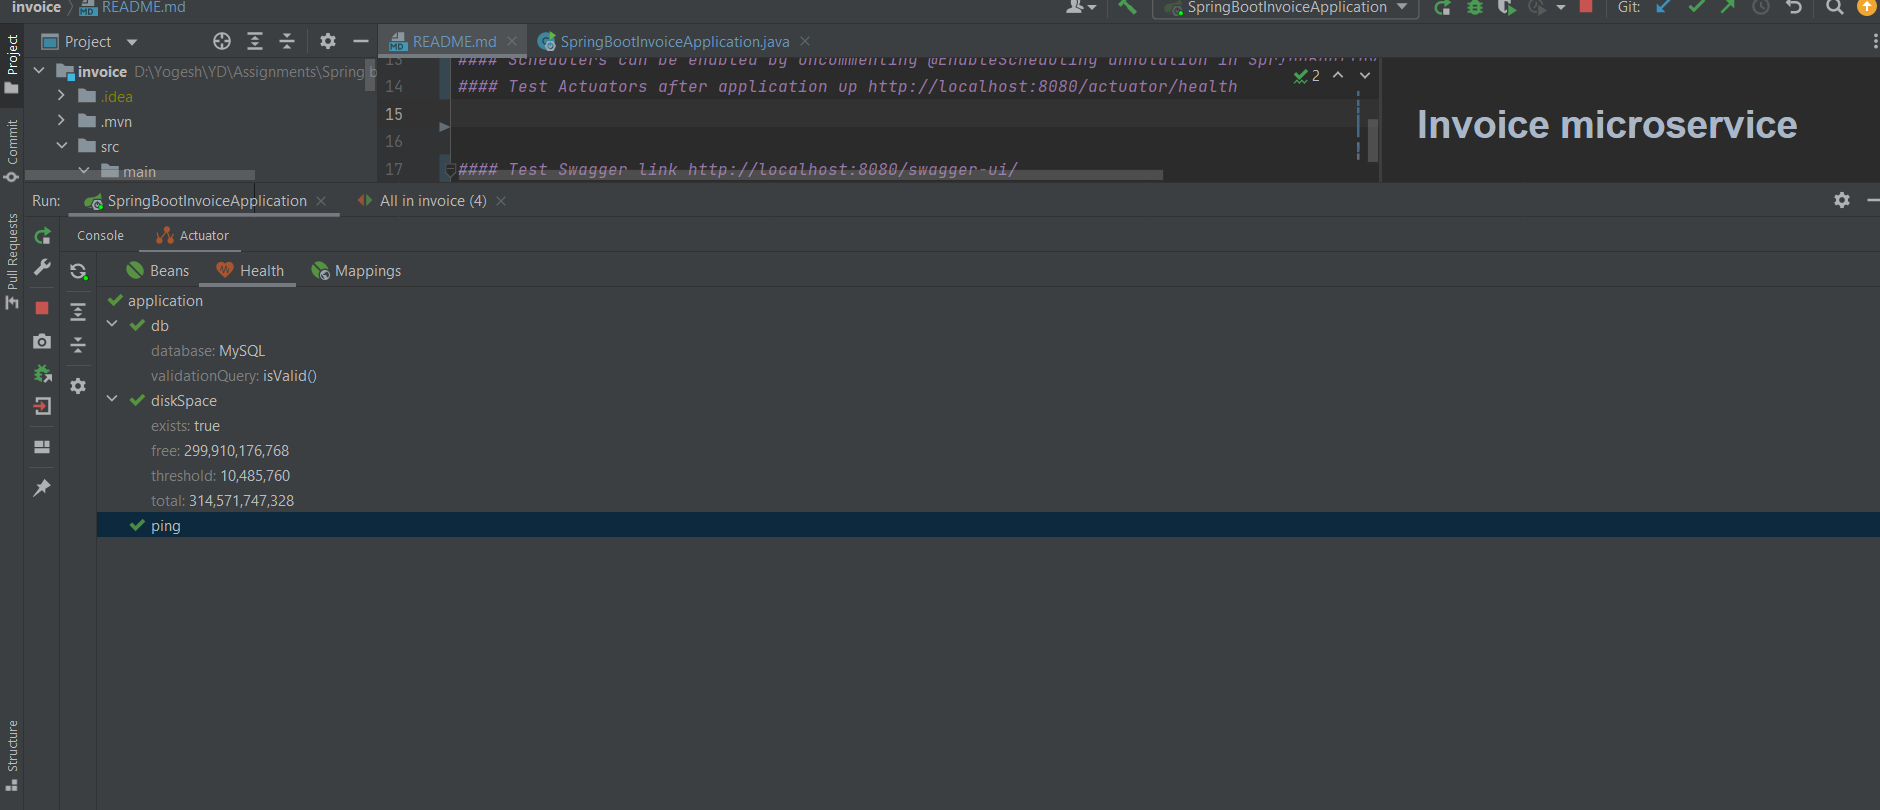 invoice README.md
SpringBootInvoiceApplication Git:
Project
README.md SpringBootInvoiceApplication.java
invoice D:\Yogesh\YD\Assignments\Spring b
.idea
.mvn
src
main
13 #### Schedulers can be enabled by uncommenting @EnableScheduling annotation in
14 #### Test Actuators after application up http://localhost:8080/actuator/health
15
16
17 #### Test Swagger link http://localhost:8080/swagger-ui/
2
Invoice microservice
Project
Commit
Pull Requests
Structure
Run: SpringBootInvoiceApplication All in invoice (4)
Console Actuator
Beans Health Mappings
application
db
database: MySQL
validationQuery: isValid()
diskSpace
exists: true
free: 299,910,176,768
threshold: 10,485,760
total: 314,571,747,328
ping